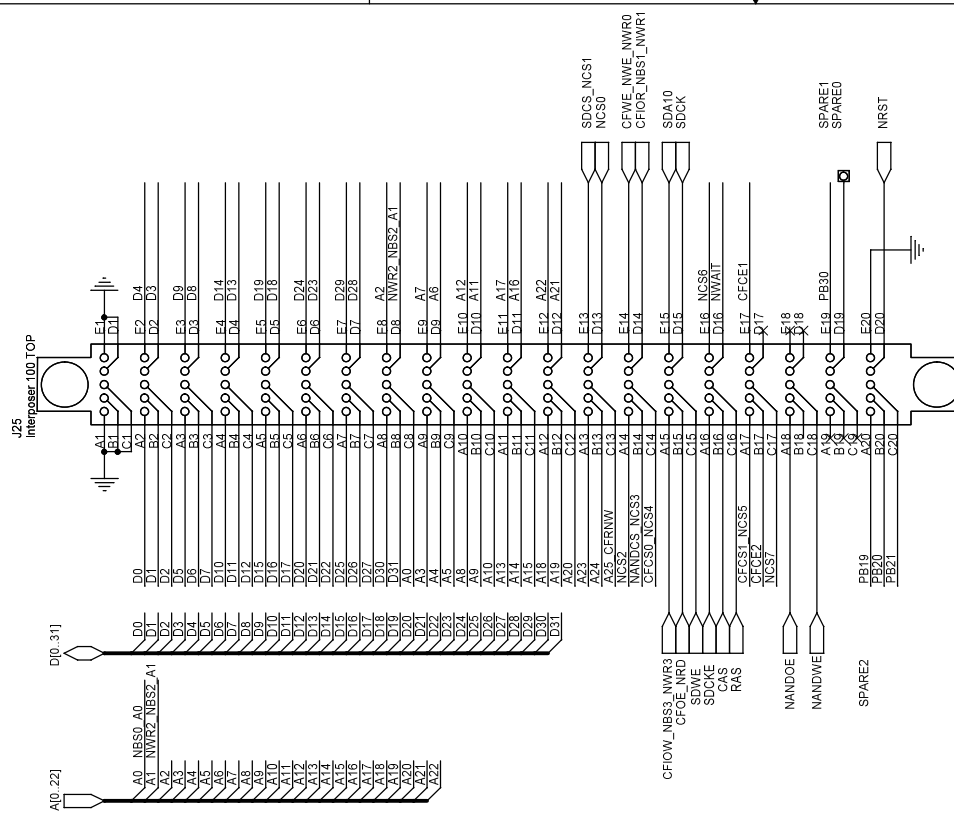 J25
Interposer 100 TOP
SDCS_NCS1
NCS0
CFWE_NWE_NWR0
CFIOR_NBS1_NWR1
SDA10
SDCK
SPARE1
SPARE0
NRST
D4
D3
D9
D8
D14
D13
D19
D18
D24
D23
D29
D28
A2
NWR2_NBS2_A1
A7
A6
A12
A11
A17
A16
A22
A21
NCS6
NWAIT
CFCE1
PB30
E1
D1
E2
D2
E3
D3
E4
D4
E5
D5
E6
D6
E7
D7
E8
D8
E9
D9
E10
D10
E11
D11
E12
D12
E13
D13
E14
D14
E15
D15
E16
D16
E17
D17
E18
D18
E19
D19
E20
D20
A1
B1
C1
A2
B2
C2
A3
B3
C3
A4
B4
C4
A5
B5
C5
A6
B6
C6
A7
B7
C7
A8
B8
C8
A9
B9
C9
A10
B10
C10
A11
B11
C11
A12
B12
C12
A13
B13
C13
A14
B14
C14
A15
B15
C15
A16
B16
C16
A17
B17
C17
A18
B18
C18
A19
B19
C19
A20
B20
C20
D0
D1
D2
D5
D6
D7
D10
D11
D12
D15
D16
D17
D20
D21
D22
D25
D26
D27
D30
D31
A0
A3
A4
A5
A8
A9
A10
A13
A14
A15
A18
A19
A20
A23
A24
A25_CFRNW
NCS2
NANDCS_NCS3
CFCS0_NCS4
CFCS1_NCS5
CFCE2
NCS7
PB19
PB20
PB21
D[0..31]
D0
D1
D2
D3
D4
D5
D6
D7
D8
D9
D10
D11
D12
D13
D14
D15
D16
D17
D18
D19
D20
D21
D22
D23
D24
D25
D26
D27
D28
D29
D30
D31
CFIOW_NBS3_NWR3
CFOE_NRD
SDWE
SDCKE
CAS
RAS
NANDOE
NANDWE
SPARE2
A[0..22]
A0 NBS0_A0
A1 NWR2_NBS2_A1
A2
A3
A4
A5
A6
A7
A8
A9
A10
A11
A12
A13
A14
A15
A16
A17
A18
A19
A20
A21
A22